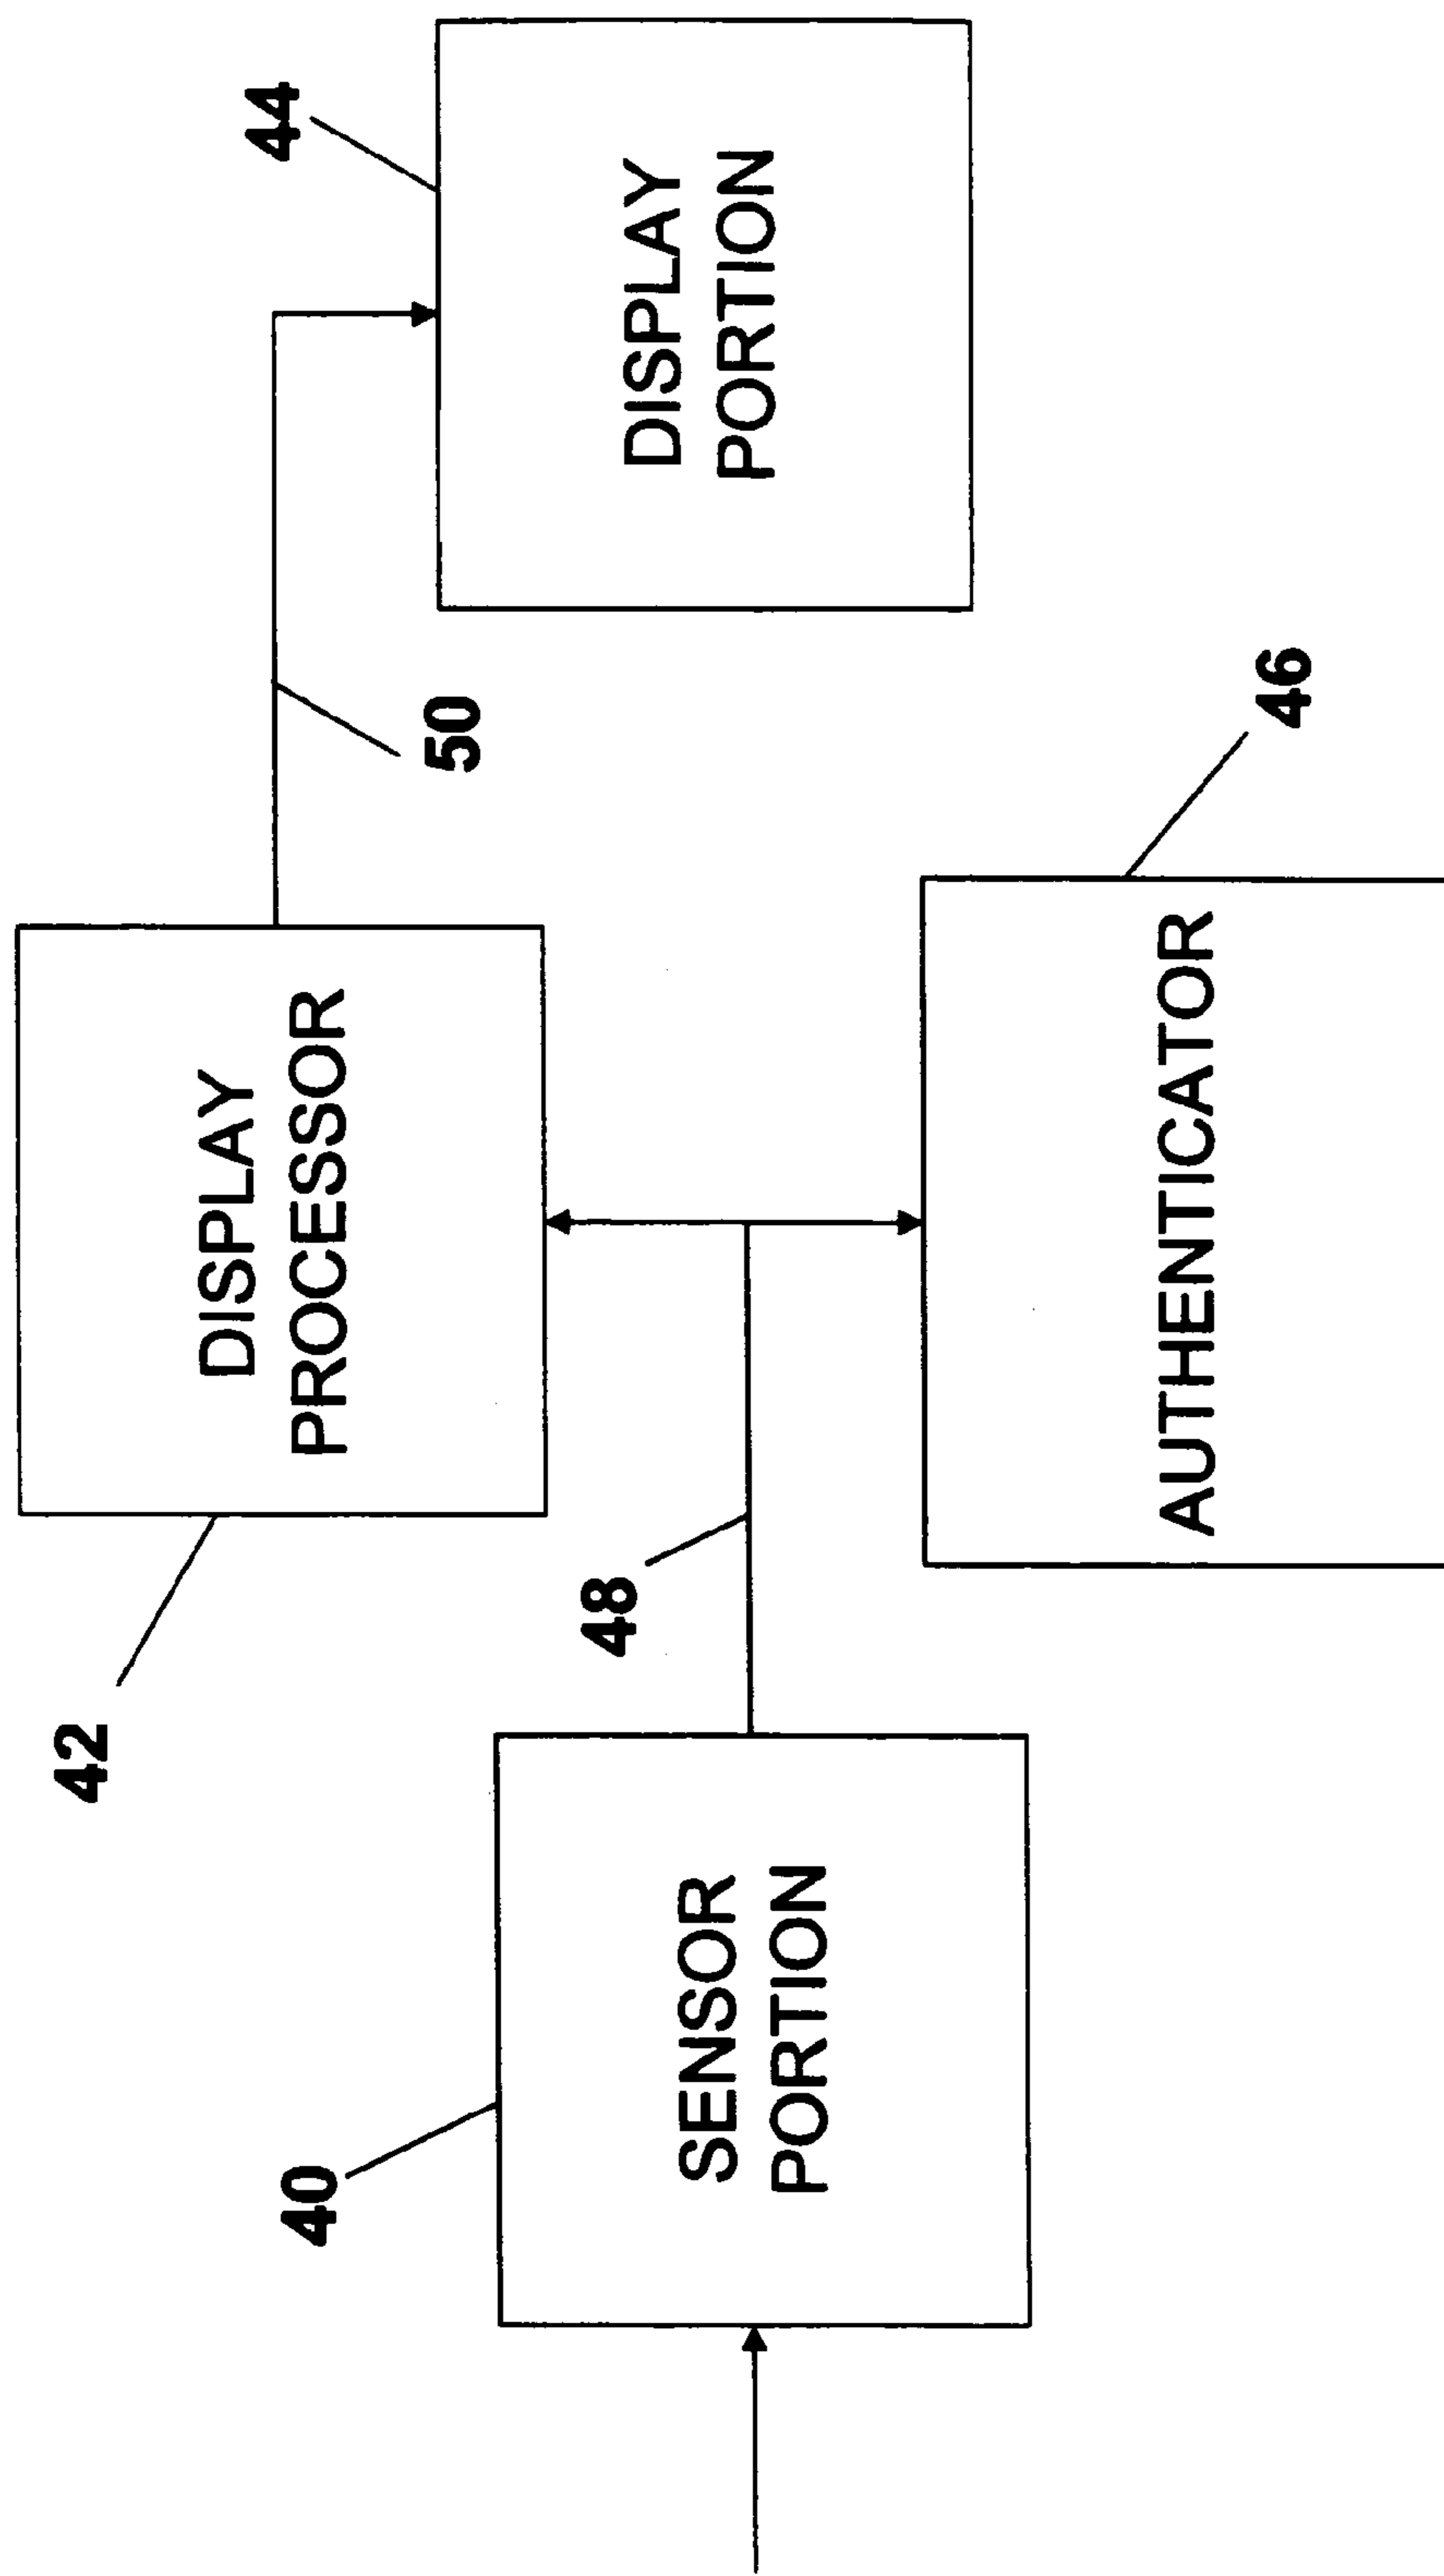 42
DISPLAY
PROCESSOR
44
40
48
50
DISPLAY
PORTION
SENSOR
PORTION
AUTHENTICATOR
46